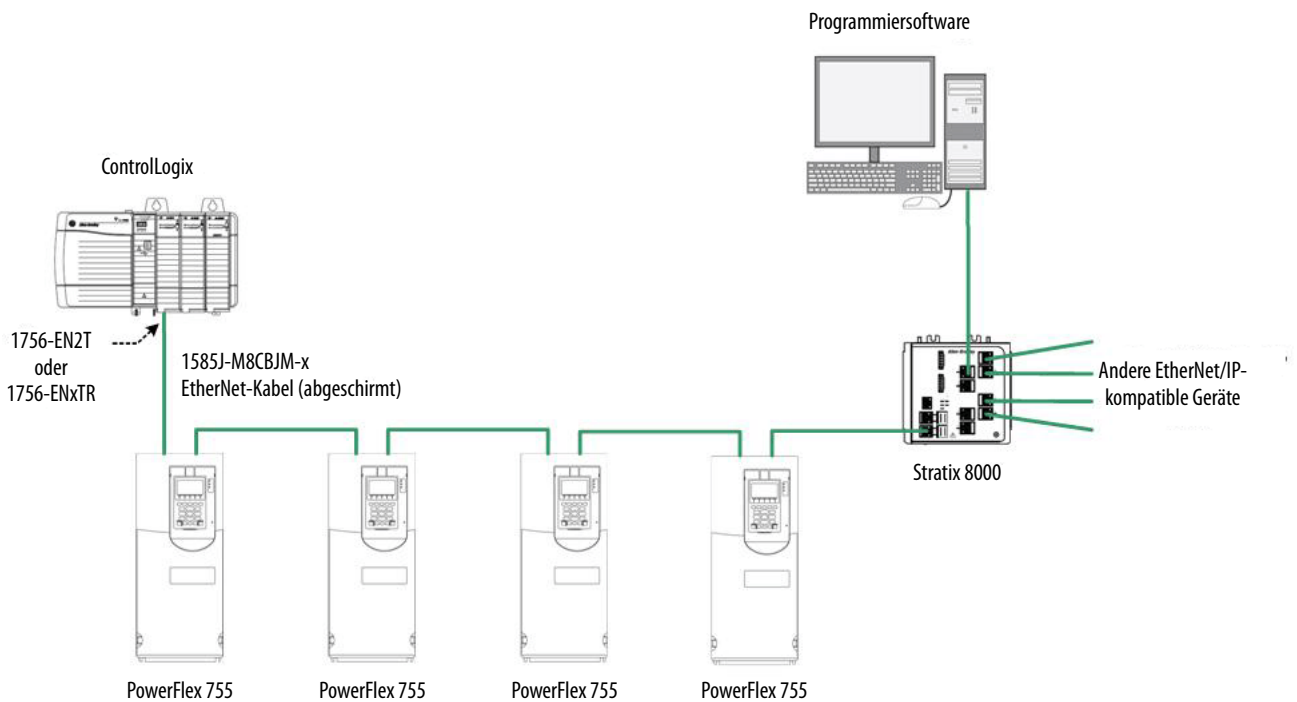 Programmiersoftware
ControlLogix
1756-EN2T
oder
1756-ENxTR
1585J-M8CBJM-x
EtherNet-Kabel (abgeschirmt)
Andere EtherNet/IP-
kompatible Geräte
Stratix 8000
PowerFlex 755
PowerFlex 755
PowerFlex 755
PowerFlex 755